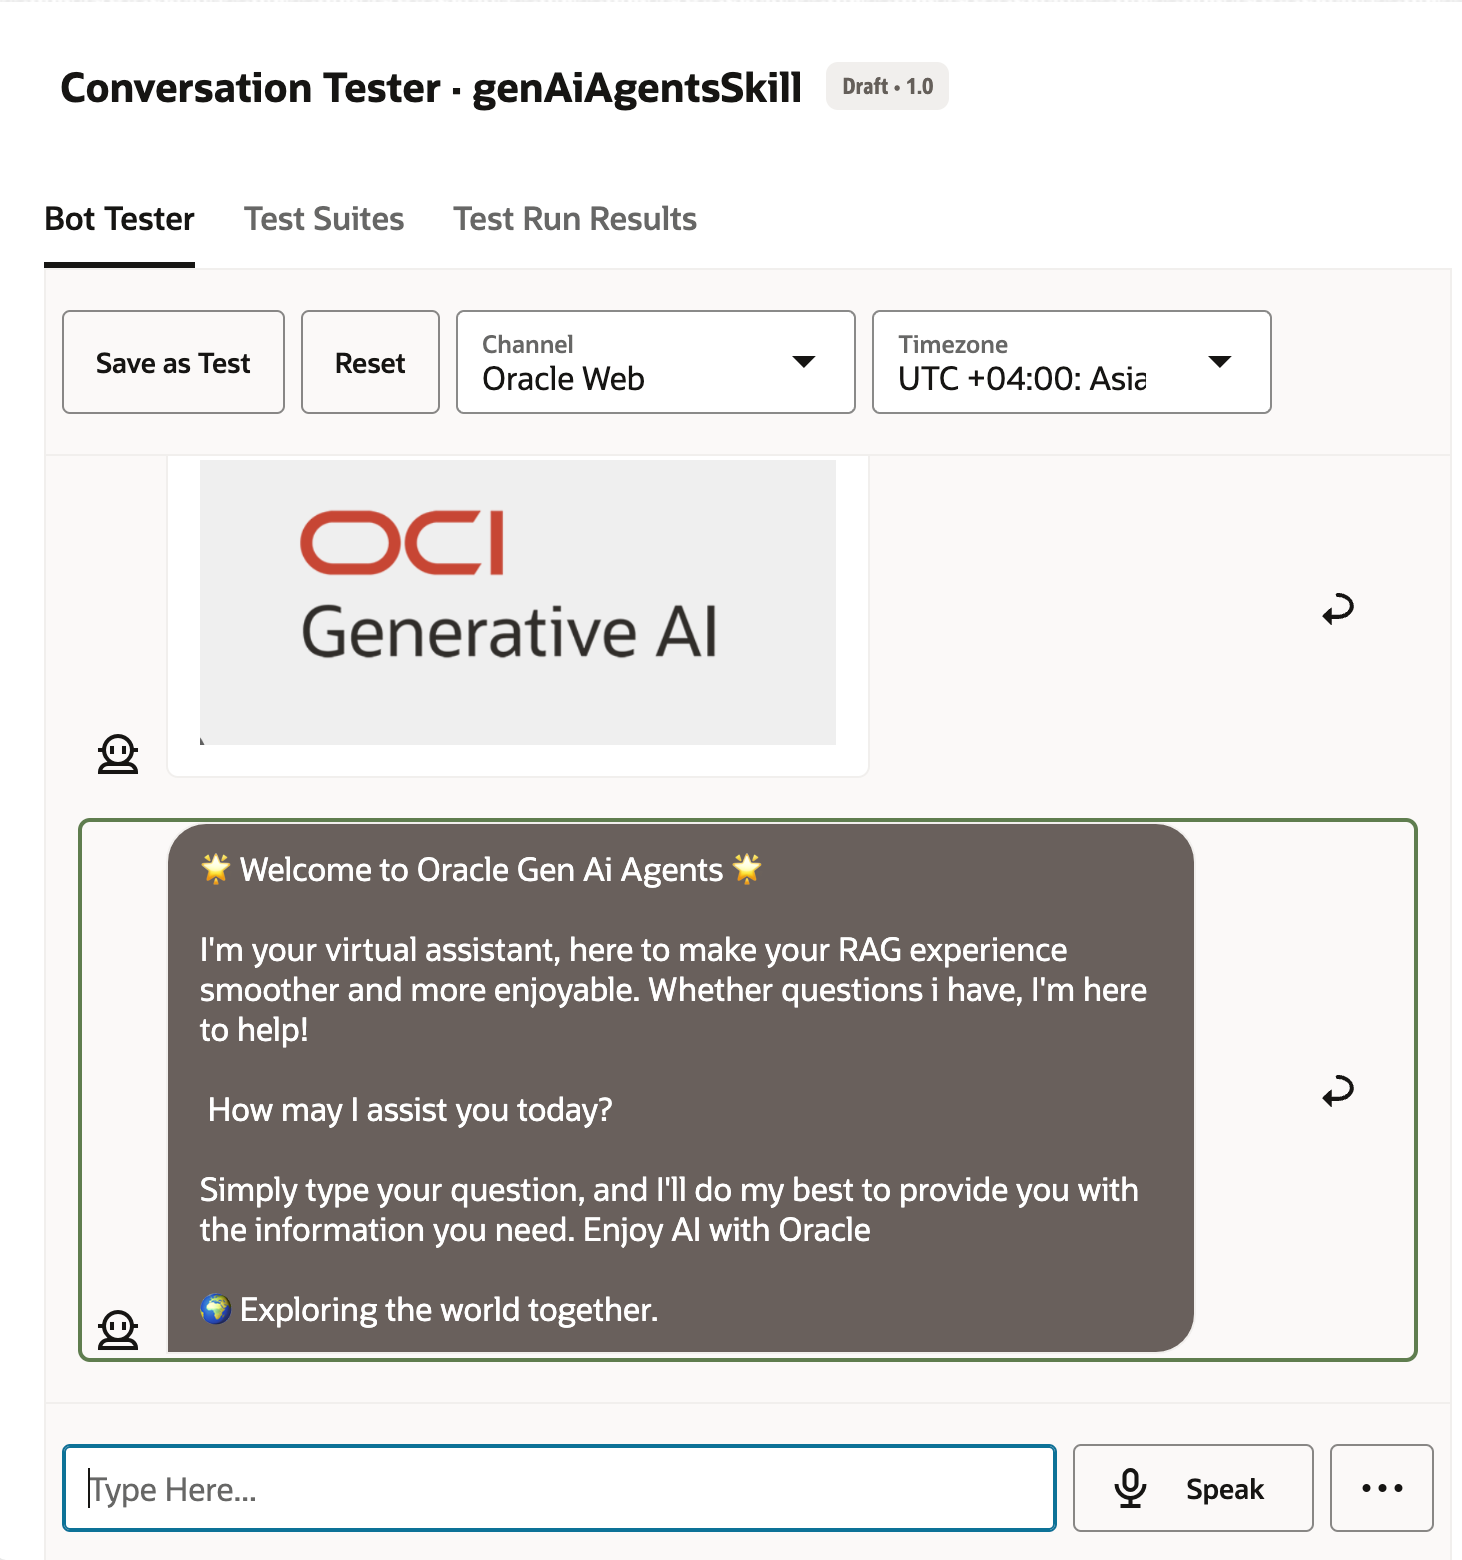 Conversation Tester · genAiAgentsSkill
Draft • 1.0
Bot Tester
Test Suites
Test Run Results
Save as Test
Reset
Channel
Oracle Web
Timezone
UTC +04:00: Asia
OCI
Generative AI
🌟 Welcome to Oracle Gen Ai Agents 🌟
I'm your virtual assistant, here to make your RAG experience
smoother and more enjoyable. Whether questions i have, I'm here
to help!
How may I assist you today?
Simply type your question, and I'll do my best to provide you with
the information you need. Enjoy AI with Oracle
🌍 Exploring the world together.
Type Here...
Speak